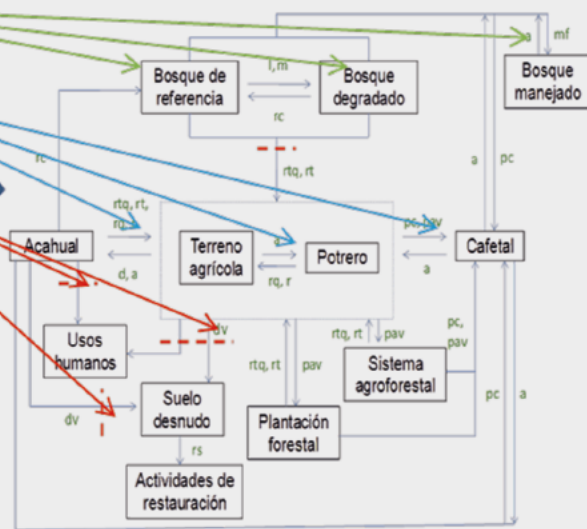 a
mf
Bosque de
referencia
l, m
rc
Bosque
degradado
Bosque
manejado
rc
rtq, rt
a
pc
rtq, rt,
rq
pc, pav
Acahual
d, a
Terreno
agrícola
rq, r
Potrero
a
Cafetal
Usos
humanos
dv
rtq, rt
pav
rtq, rt
pav
pc,
pav
Sistema
agroforestal
dv
Suelo
desnudo
Plantación
forestal
pc
a
rs
Actividades de
restauración